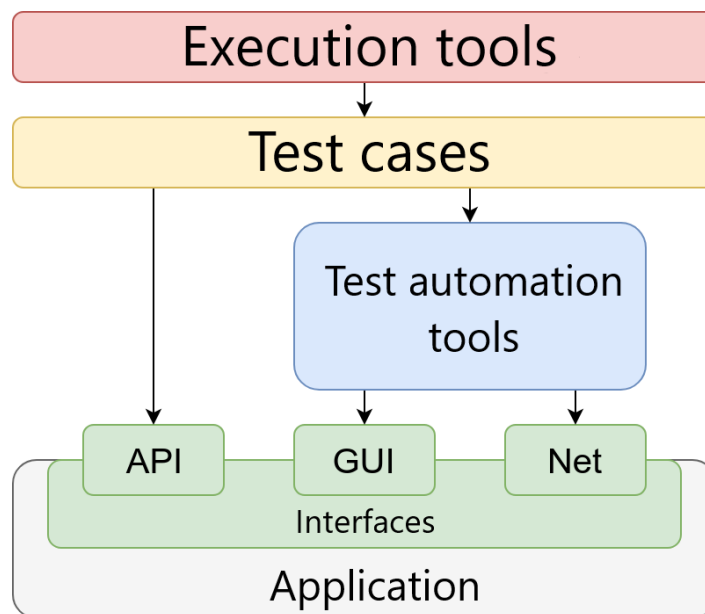 Execution tools
Test cases
Test automation
tools
API
GUI
Net
Interfaces
Application